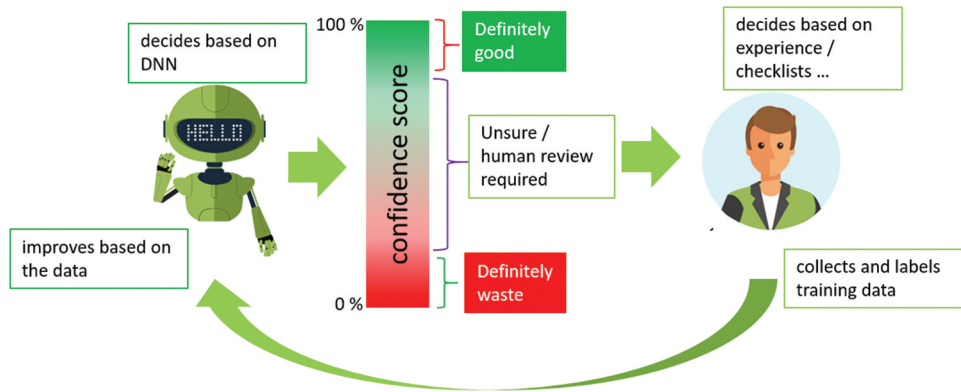 decides based on
DNN
HELLO
improves based on
the data
100 %
confidence score
0 %
Definitely
good
Unsure /
human review
required
Definitely
waste
decides based on
experience /
checklists ...
collects and labels
training data